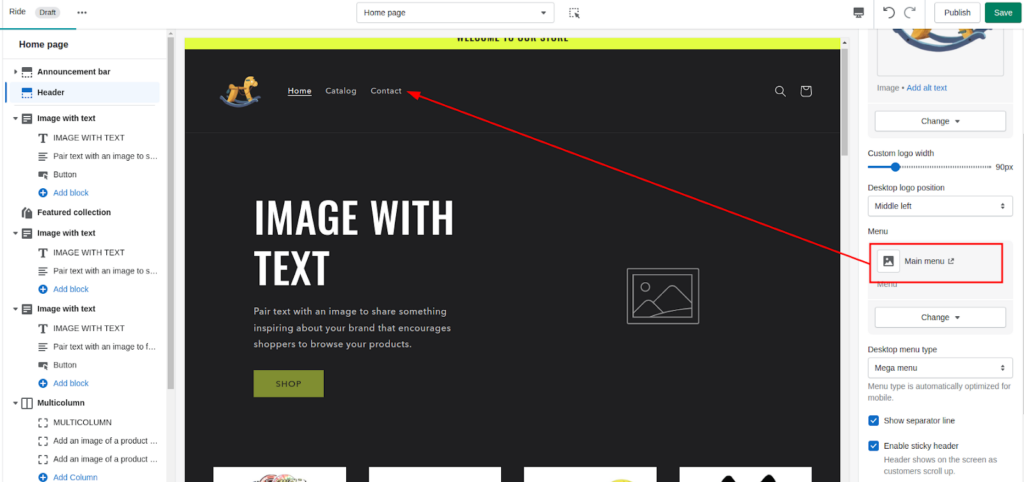 Ride
Draft
Home page
Publish
Save
Home page
Announcement bar
Header
Image with text
IMAGE WITH TEXT
Pair text with an image to s...
Button
Add block
Featured collection
Image with text
IMAGE WITH TEXT
Pair text with an image to s...
Add block
Image with text
IMAGE WITH TEXT
Pair text with an image to f...
Button
Add block
Multicolumn
MULTICOLUMN
Add an image of a product ...
Add an image of a product ...
Add Column
WELCOME TO OUR STORE
Home
Catalog
Contact
IMAGE WITH
TEXT
Pair text with an image to share something
inspiring about your brand that encourages
shoppers to browse your products.
SHOP
Image • Add alt text
Change
Custom logo width
90px
Desktop logo position
Middle left
Menu
Main menu
Menu
Change
Desktop menu type
Mega menu
Menu type is automatically optimized for
mobile.
Show separator line
Enable sticky header
Header shows on the screen as
customers scroll up.